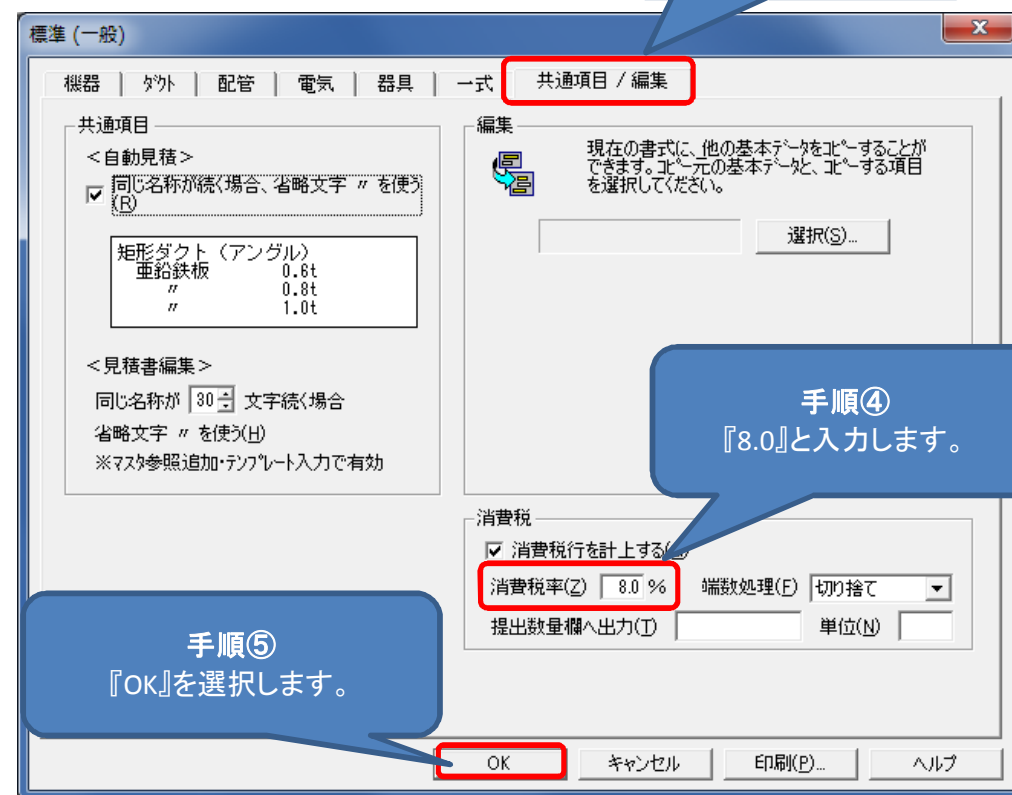 標準 (一般)
機器
ﾀﾞｸﾄ
配管
電気
器具
一式
共通項目 / 編集
共通項目
<自動見積>
同じ名称が続く場合、省略文字 〃 を使う
(R)
矩形ダクト（アングル）
亜鉛鉄板 0.6t
〃 0.8t
〃 1.0t
<見積書編集>
同じ名称が 30 文字続く場合
省略文字 〃 を使う(H)
※ﾏｽﾀ参照追加・ﾃﾝﾌﾟﾚｰﾄ入力で有効
編集
現在の書式に、他の基本ﾃﾞｰﾀをｺﾋﾟｰすることが
できます。ｺﾋﾟｰ元の基本ﾃﾞｰﾀと、ｺﾋﾟｰする項目
を選択してください。
選択(S)...
手順④
『8.0』と入力します。
消費税
消費税行を計上する
消費税率(Z) 8.0 % 端数処理(F) 切り捨て
提出数量欄へ出力(T) 単位(N)
手順⑤
『OK』を選択します。
OK
キャンセル
印刷(P)...
ヘルプ